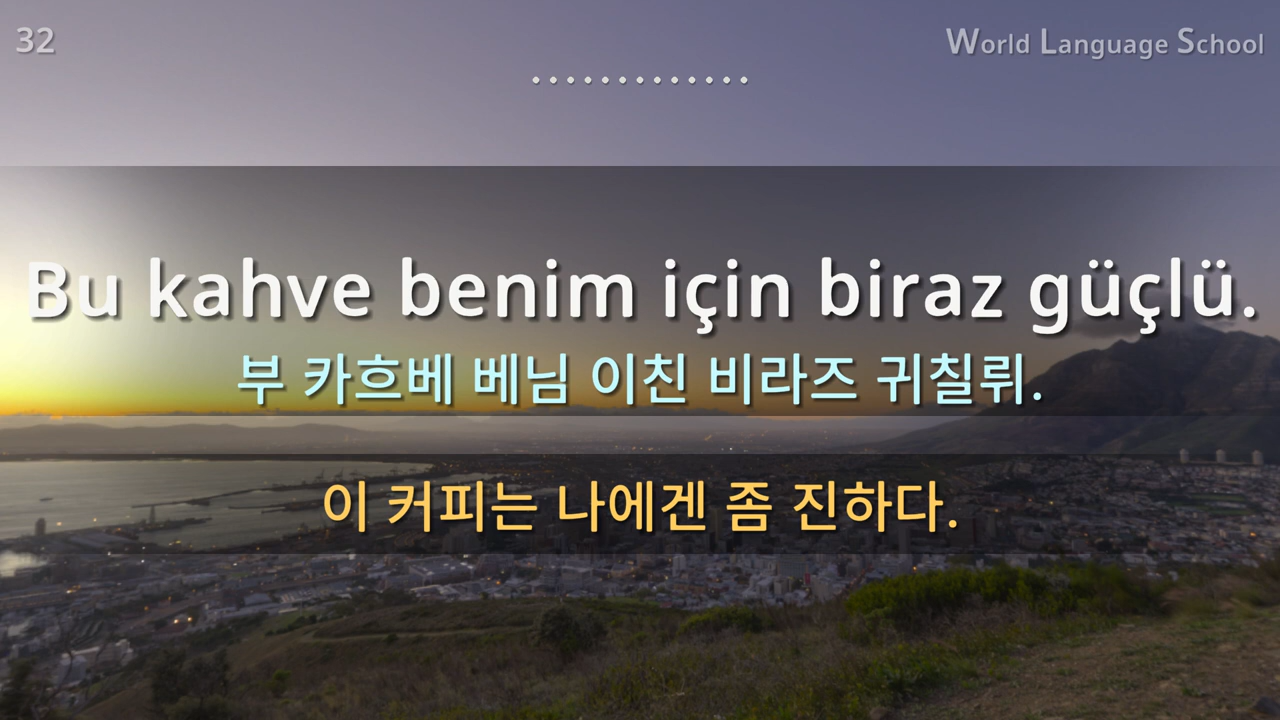 32
World Language School
Bu kahve benim için biraz güçlü.
부 카흐베 베님 이친 비라즈 귀칠뤼.
이 커피는 나에겐 좀 진하다.